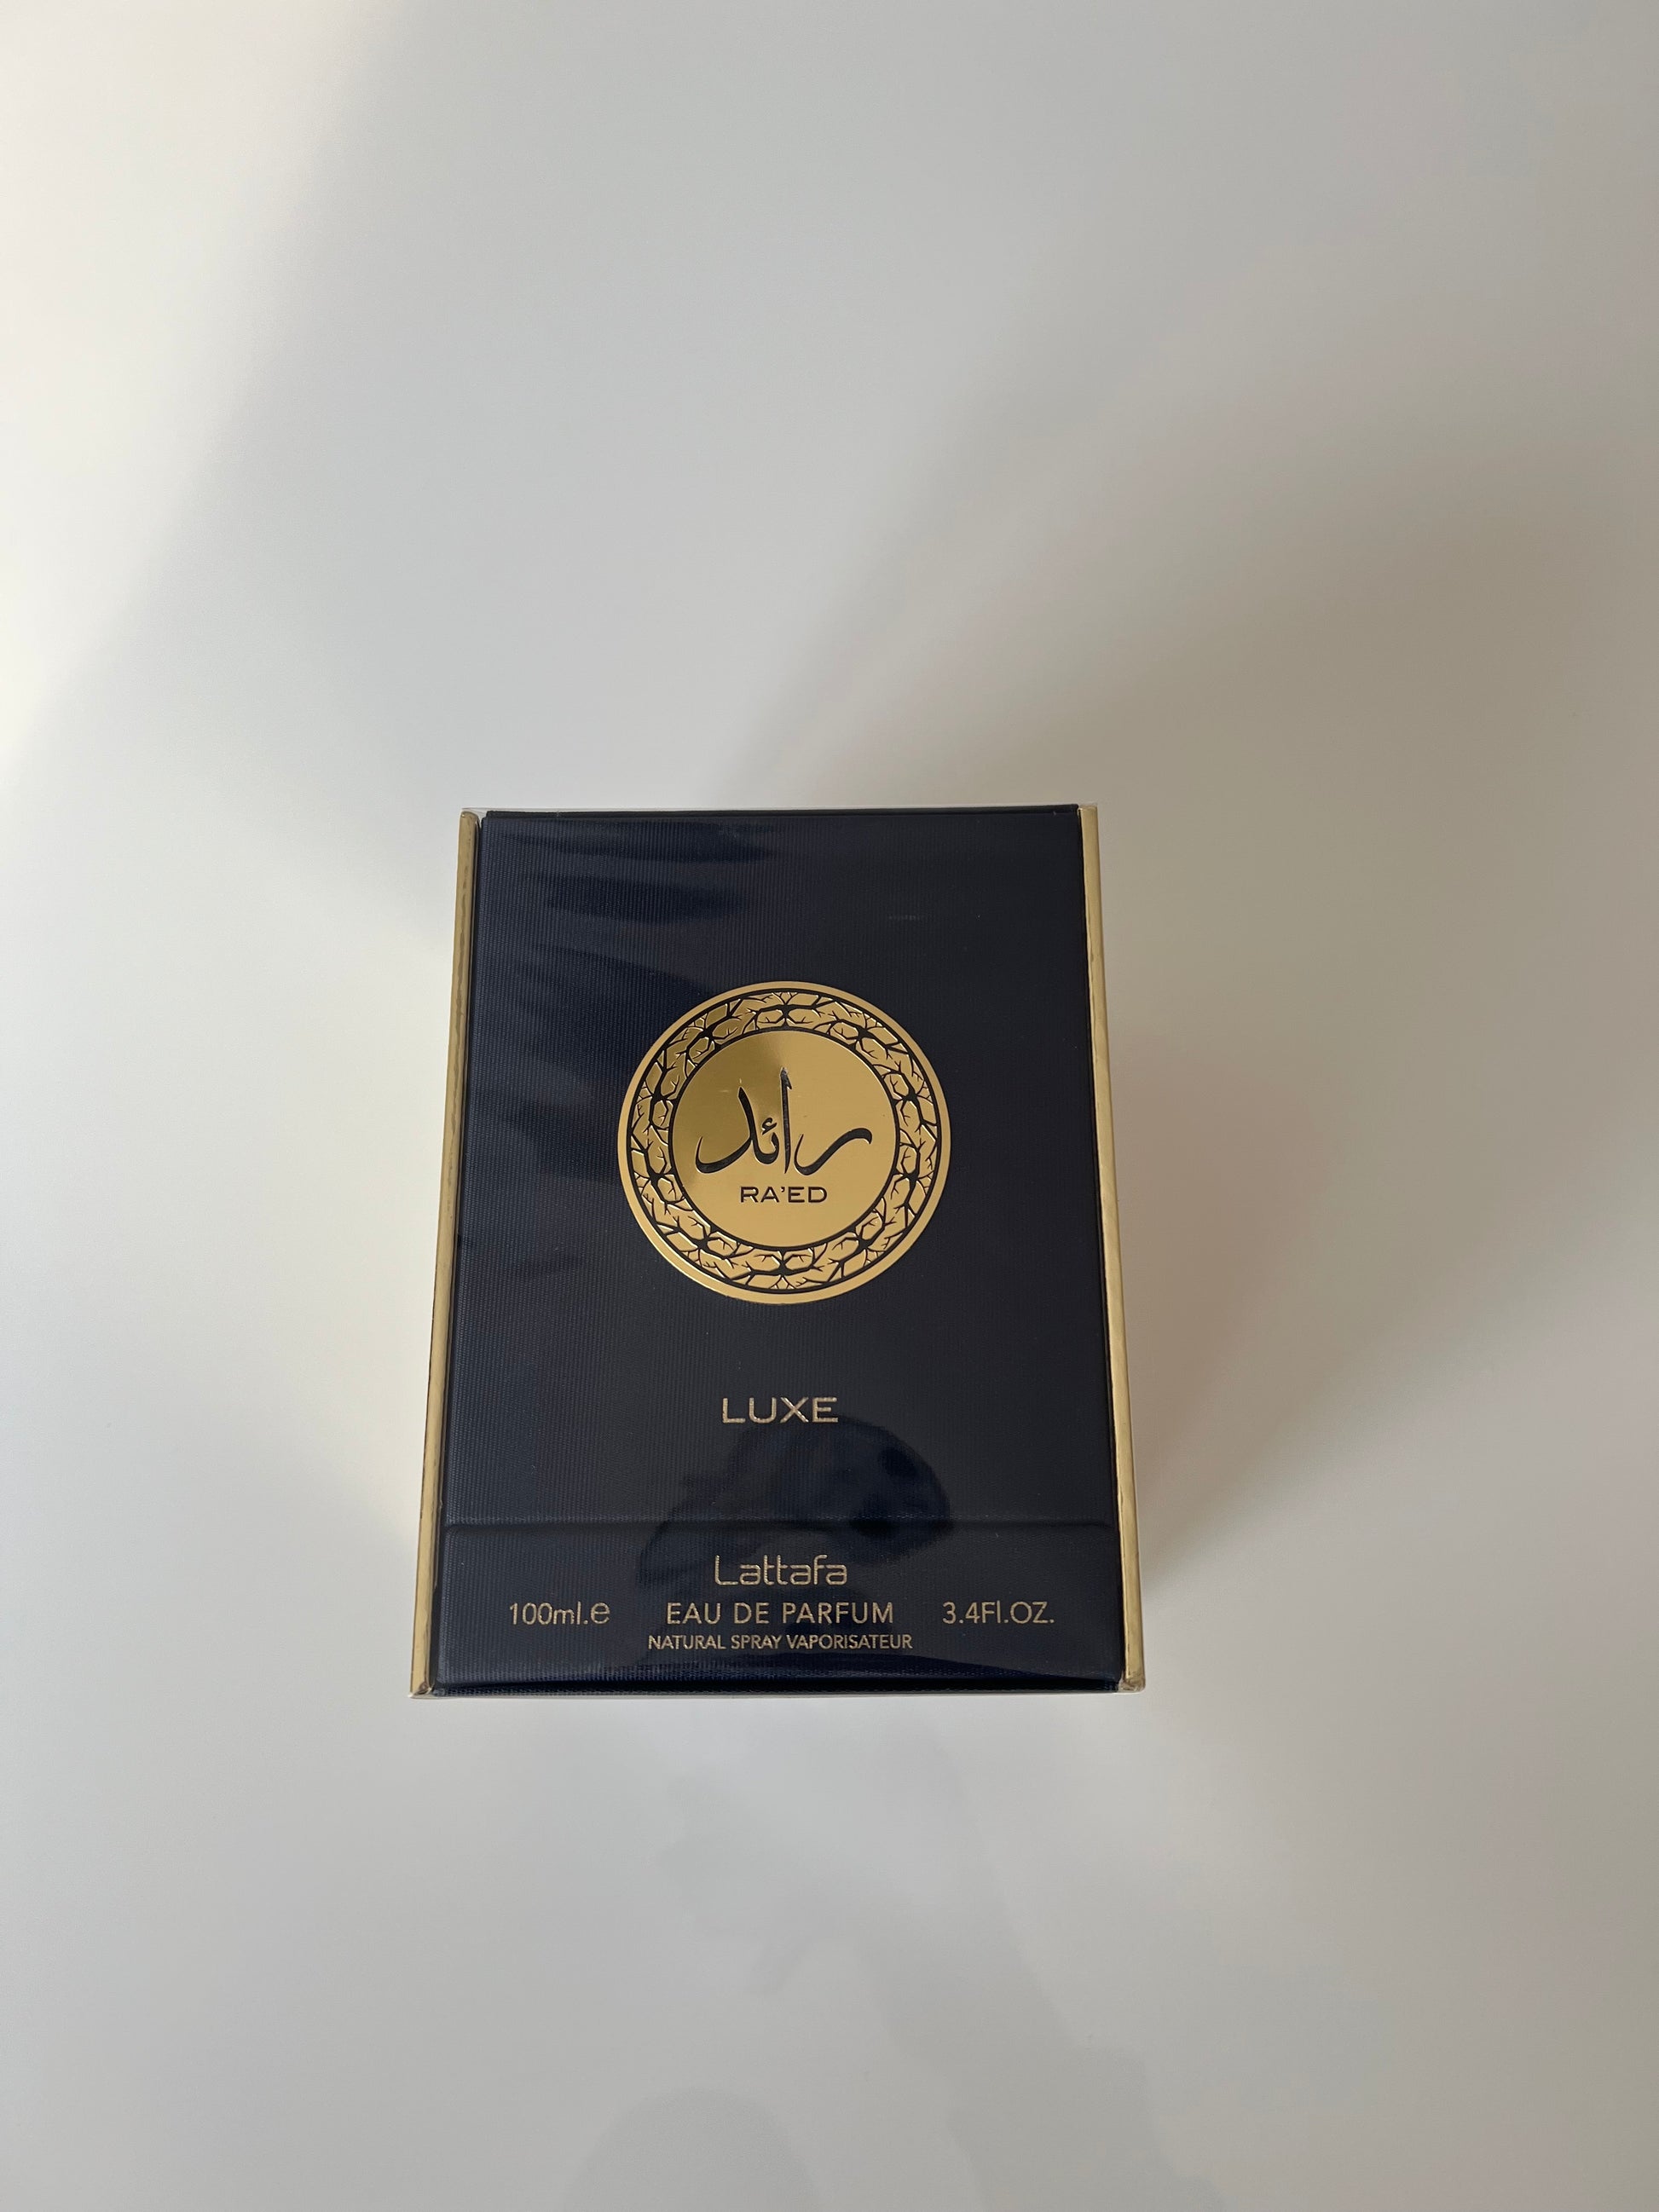 رائد
RA'ED
LUXE
Lattafa
100ml.e EAU DE PARFUM 3.4Fl.OZ.
NATURAL SPRAY VAPORISATEUR